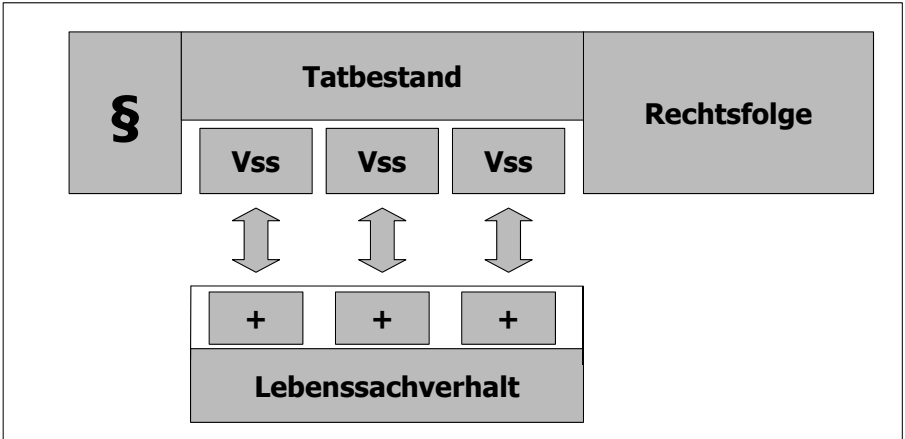 §
Tatbestand
Rechtsfolge
Vss Vss Vss
+ + +
Lebenssachverhalt